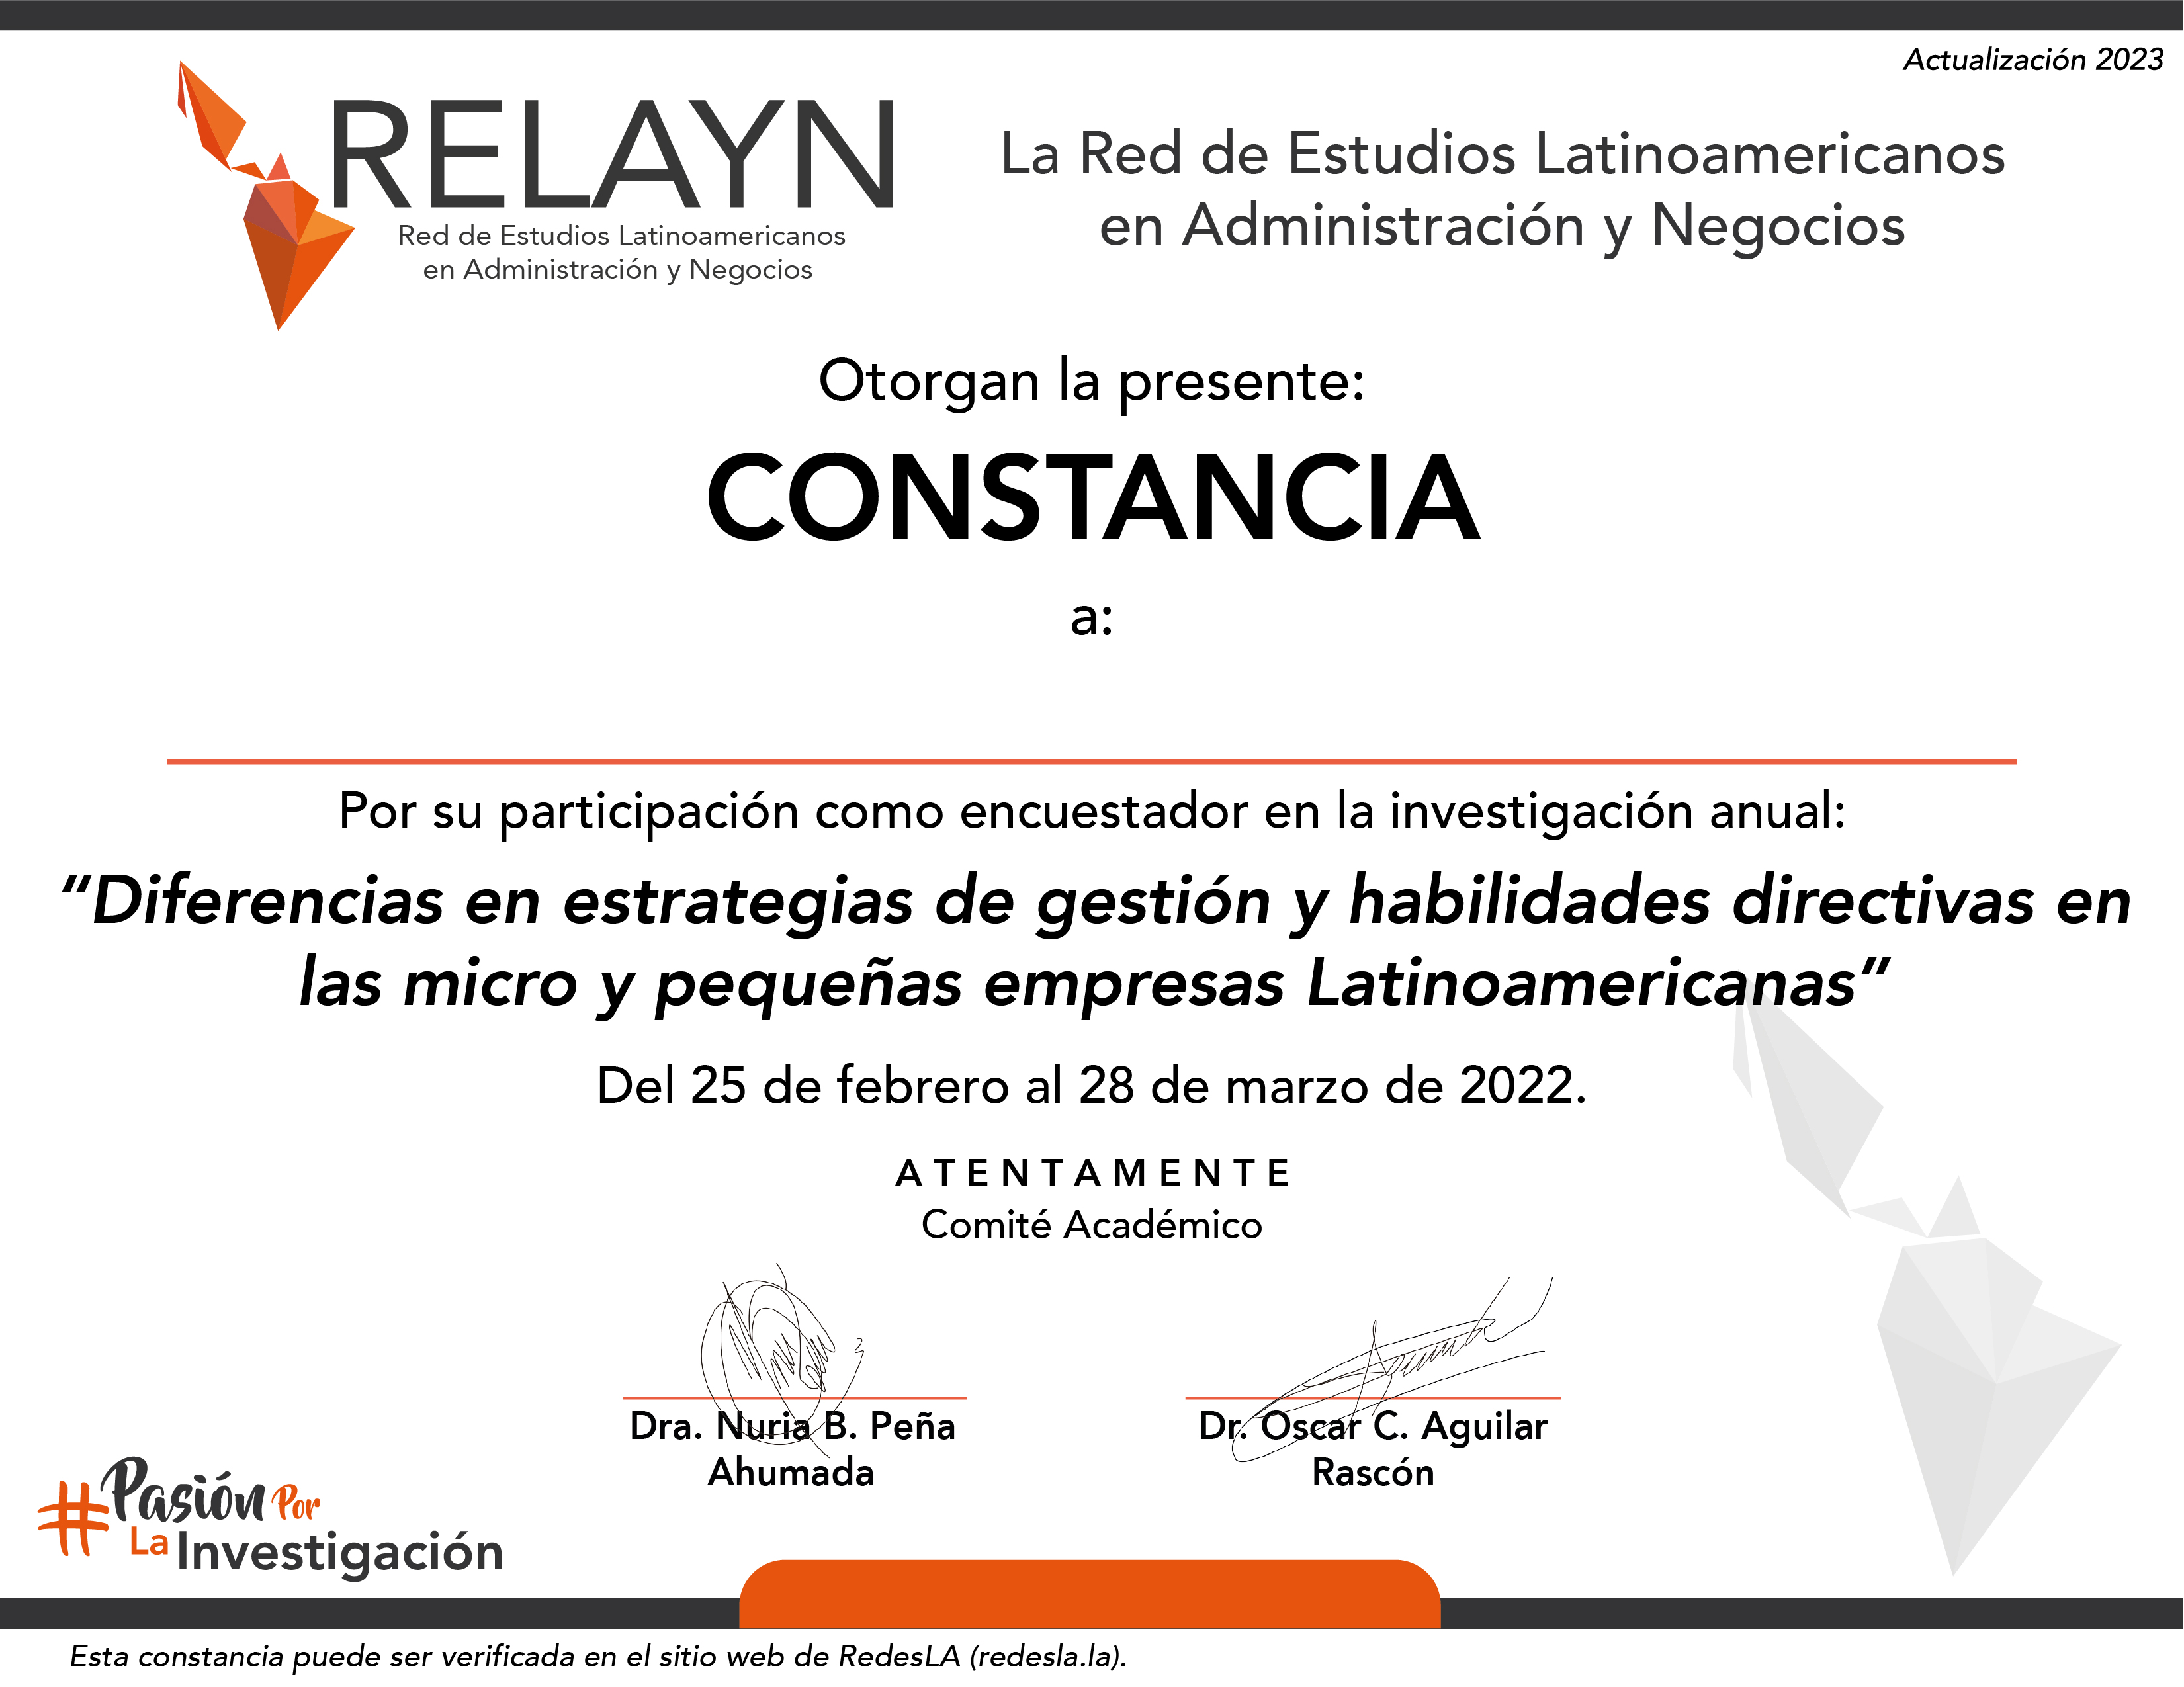 Actualización 2023
RELAYN
Red de Estudios Latinoamericanos
en Administración y Negocios
La Red de Estudios Latinoamericanos
en Administración y Negocios
Otorgan la presente:
CONSTANCIA
a:
Por su participación como encuestador en la investigación anual:
“Diferencias en estrategias de gestión y habilidades directivas en
las micro y pequeñas empresas Latinoamericanas”
Del 25 de febrero al 28 de marzo de 2022.
ATENTAMENTE
Comité Académico
Dra. Nuria B. Peña
Ahumada
Dr. Oscar C. Aguilar
Rascón
#Pasión Por
La Investigación
Esta constancia puede ser verificada en el sitio web de RedesLA (redesla.la).